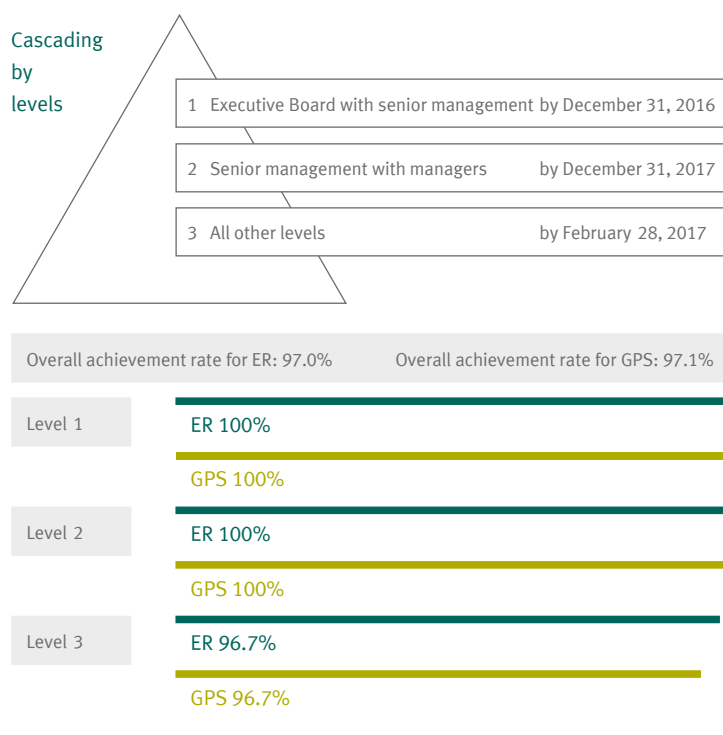 Cascading
by
levels
1 Executive Board with senior management by December 31, 2016
2 Senior management with managers by December 31, 2017
3 All other levels by February 28, 2017
Overall achievement rate for ER: 97.0% Overall achievement rate for GPS: 97.1%
Level 1
ER 100%
GPS 100%
Level 2
ER 100%
GPS 100%
Level 3
ER 96.7%
GPS 96.7%